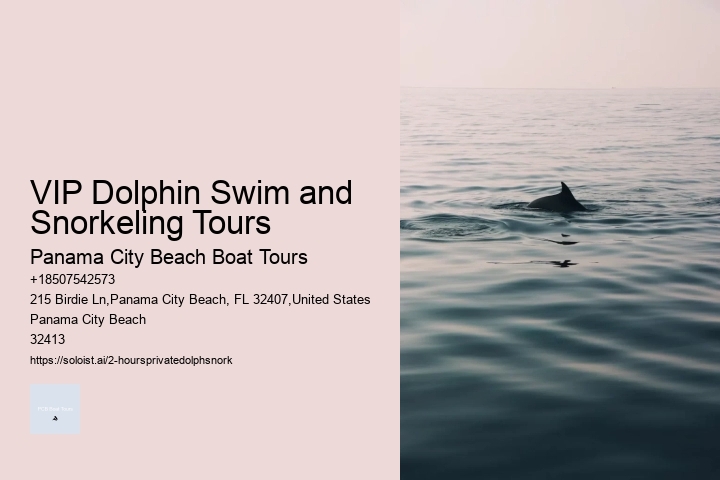 VIP Dolphin Swim and
Snorkeling Tours
Panama City Beach Boat Tours
+18507542573
215 Birdie Ln,Panama City Beach, FL 32407,United States
Panama City Beach
32413
https://soloist.ai/2-hoursprivatedolphsnork